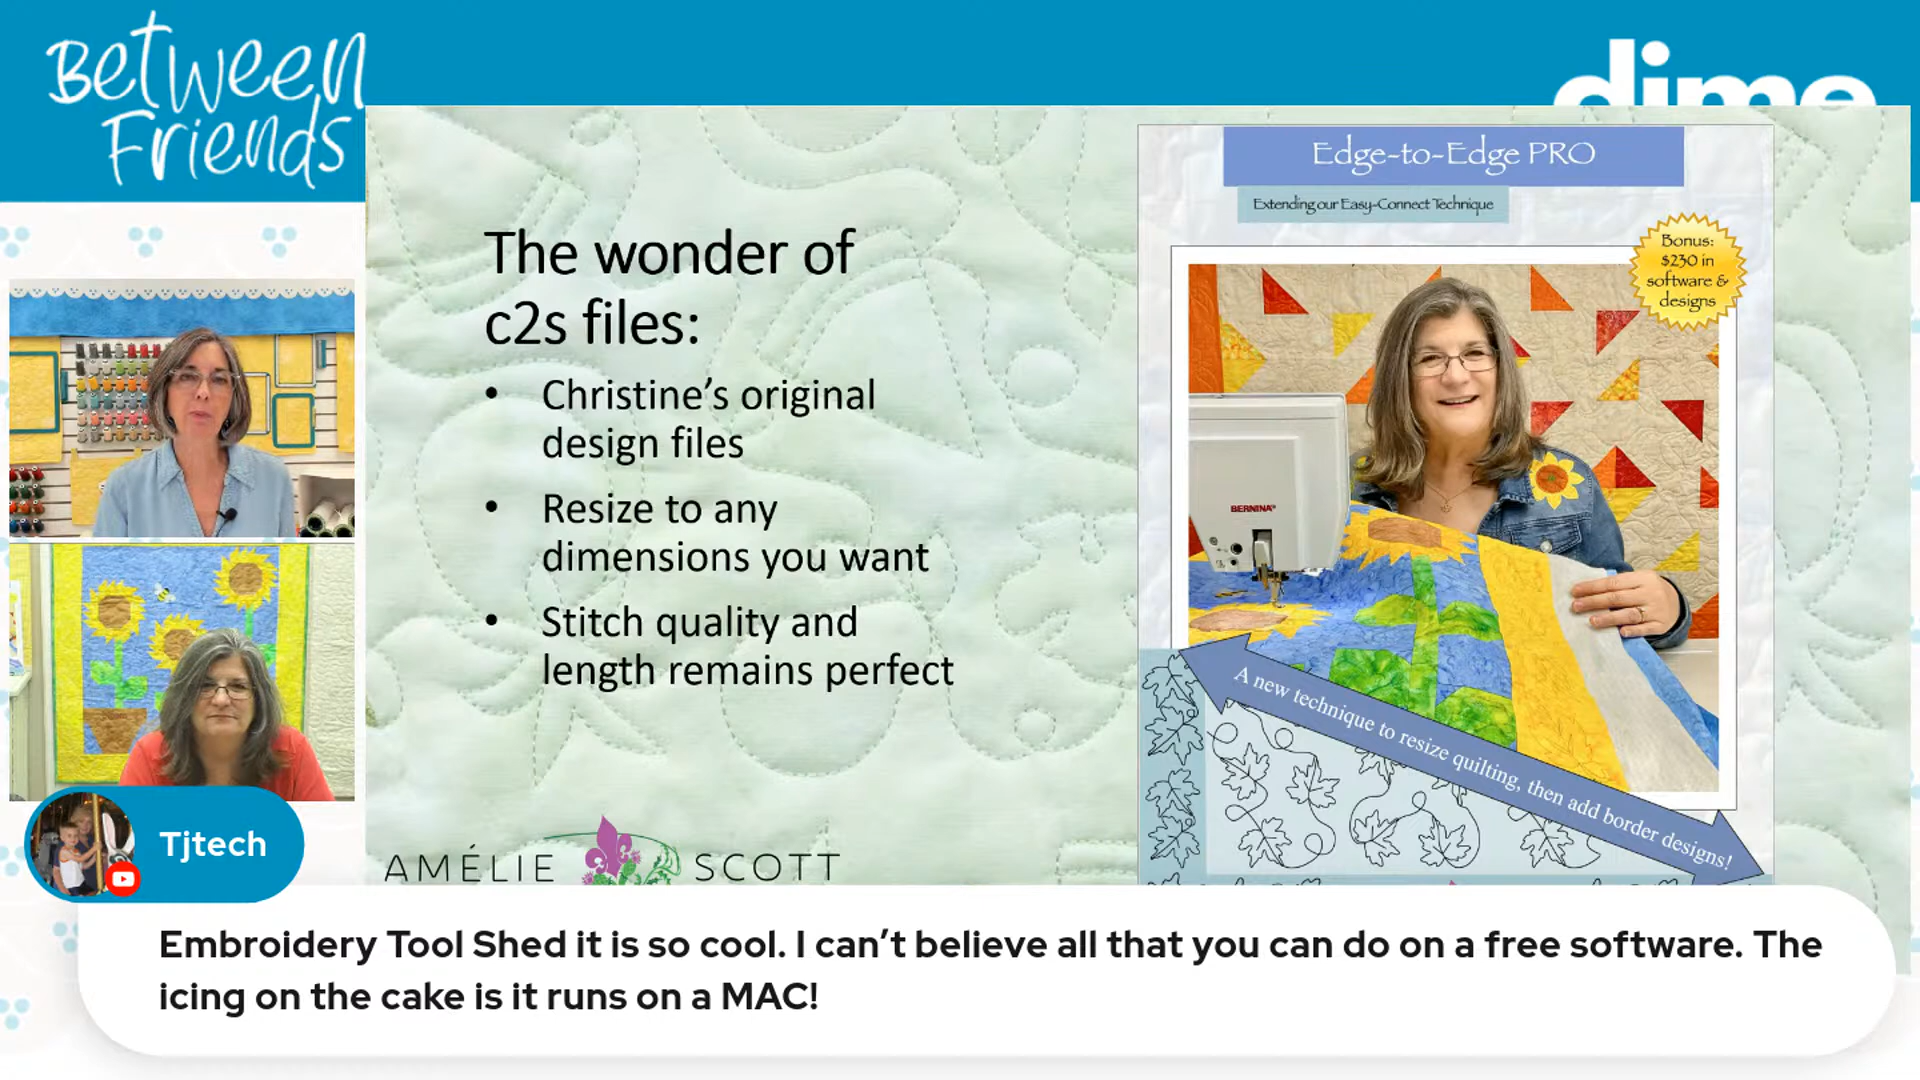 Between
Friends
dime
Edge-to-Edge PRO
Extending our Easy-Connect Technique
Bonus:
$230 in
software &
designs
The wonder of
c2s files:
• Christine’s original
design files
• Resize to any
dimensions you want
• Stitch quality and
length remains perfect
BERNINA
A new technique to resize quilting, then add border designs!
AMÉLIE SCOTT
Tjtech
Embroidery Tool Shed it is so cool. I can’t believe all that you can do on a free software. The
icing on the cake is it runs on a MAC!